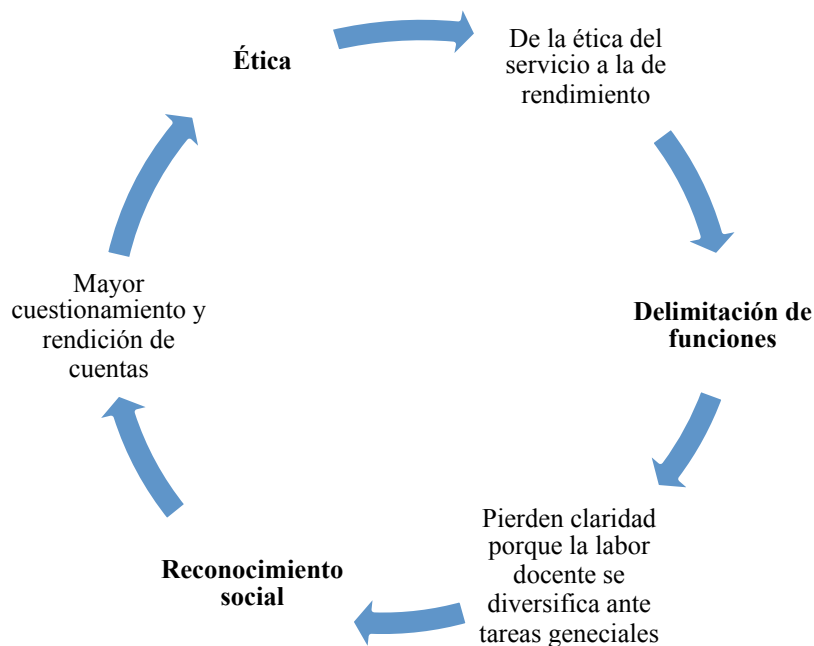 Ética
De la ética del
servicio a la de
rendimiento
Delimitación de
funciones
Pierden claridad
porque la labor
docente se
diversifica ante
tareas geneciales
Reconocimiento
social
Mayor
cuestionamiento y
rendición de
cuentas